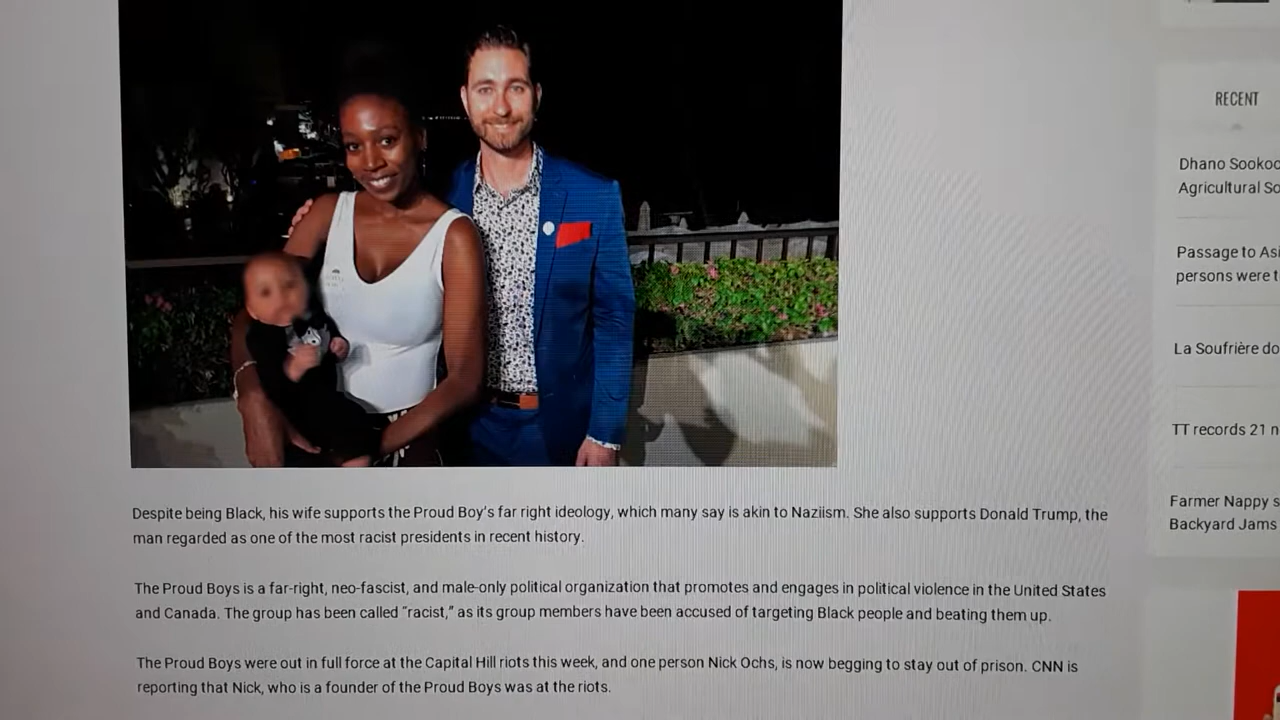 RECENT
Dhano Sookoo
Agricultural So
Passage to Asi
persons were t
La Soufrière do
TT records 21 n
Farmer Nappy s
Backyard Jams
Despite being Black, his wife supports the Proud Boy's far right ideology, which many say is akin to Naziism. She also supports Donald Trump, the
man regarded as one of the most racist presidents in recent history.
The Proud Boys is a far-right, neo-fascist, and male-only political organization that promotes and engages in political violence in the United States
and Canada. The group has been called "racist," as its group members have been accused of targeting Black people and beating them up.
The Proud Boys were out in full force at the Capital Hill riots this week, and one person Nick Ochs, is now begging to stay out of prison. CNN is
reporting that Nick, who is a founder of the Proud Boys was at the riots.